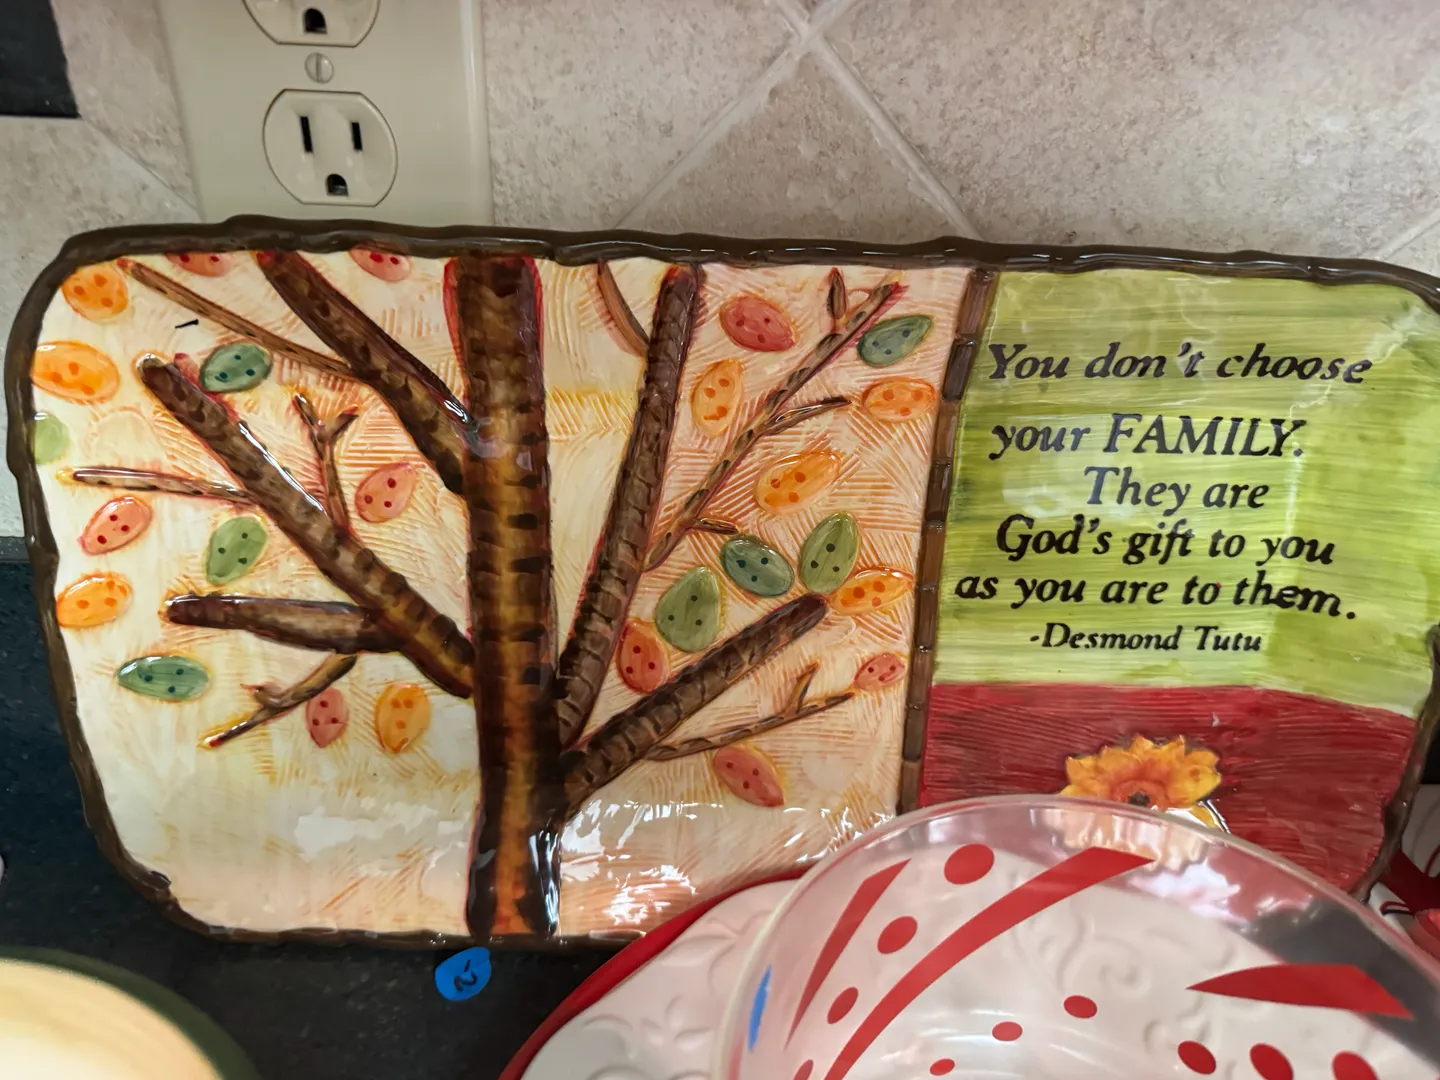 You don't choose
your FAMILY.
They are
God's gift to you
as you are to them.
-Desmond Tutu